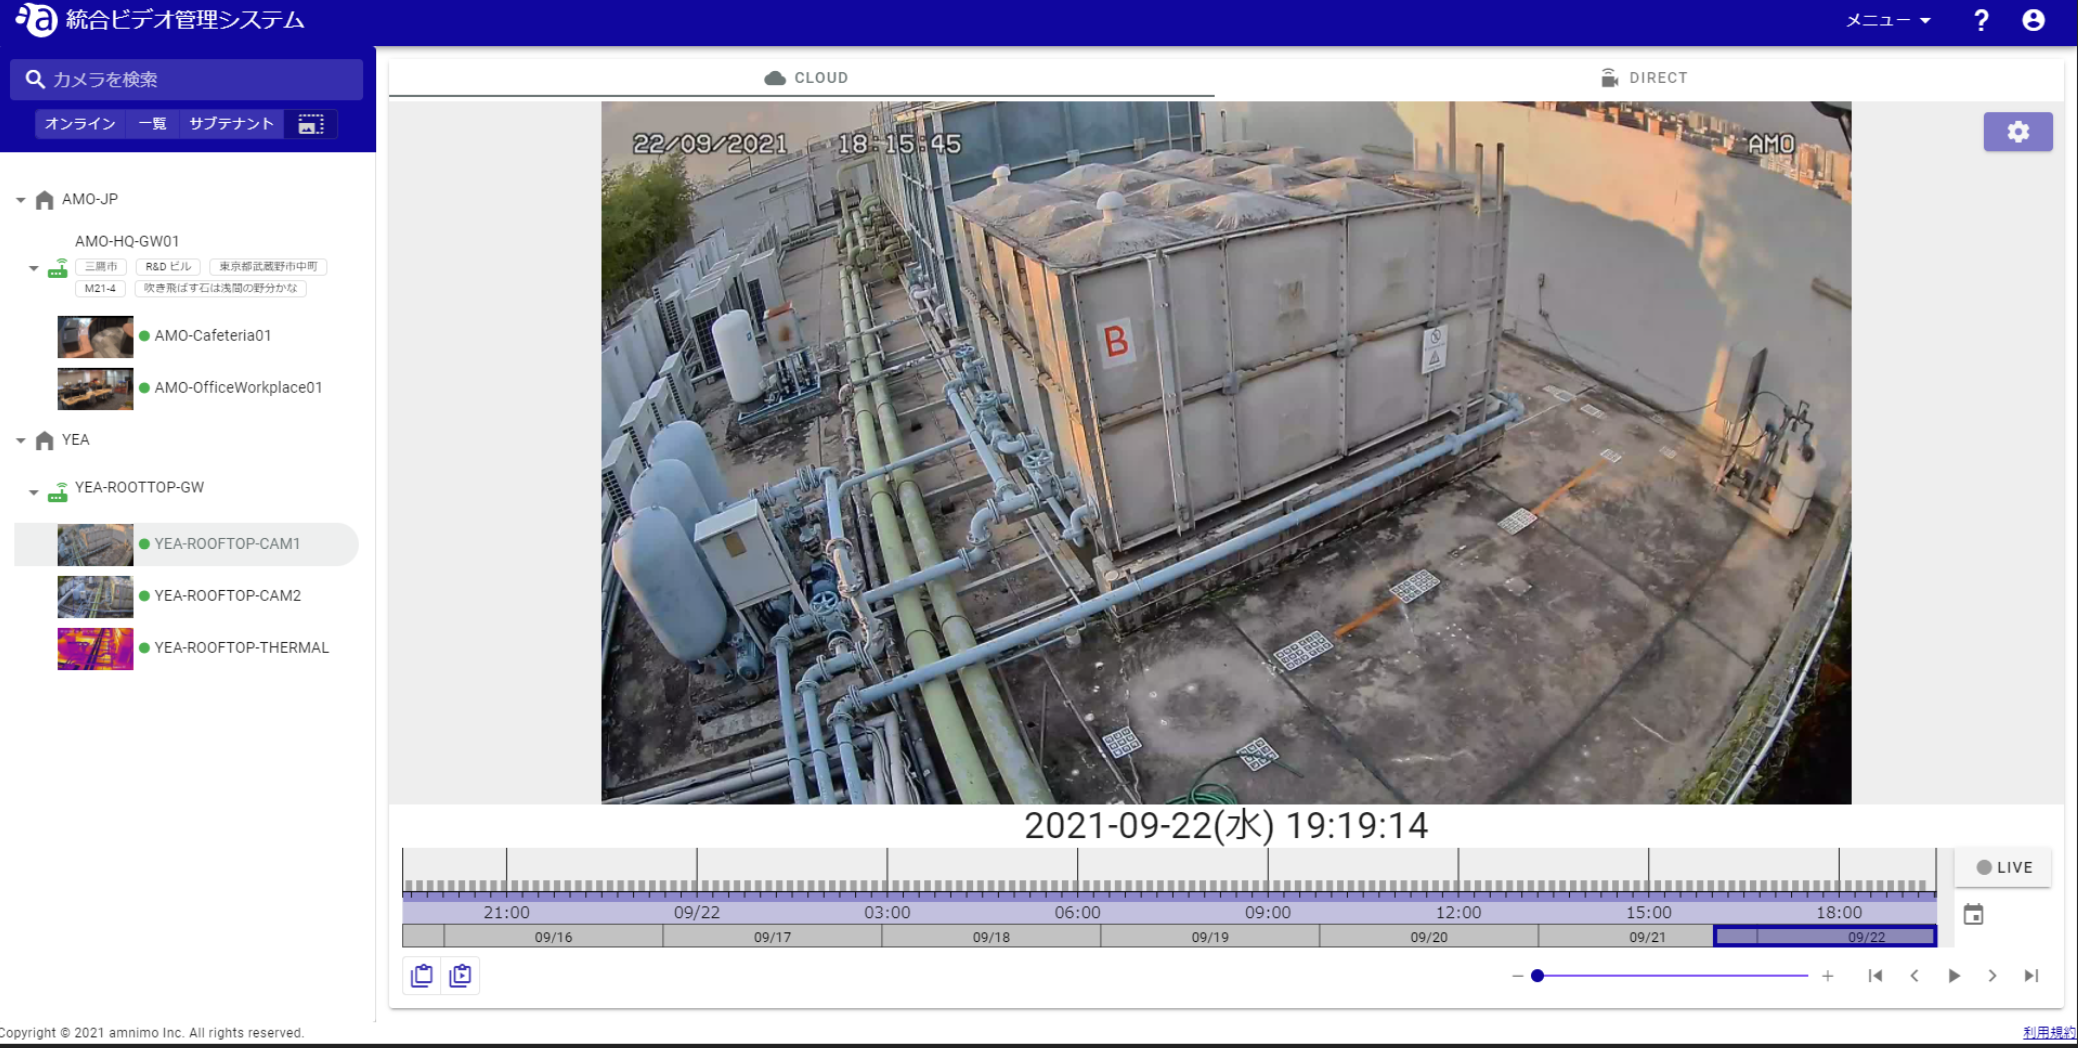 統合ビデオ管理システム
メニュー
?
カメラを検索
オンライン 一覧 サブテナント
CLOUD
DIRECT
22/09/2021 18:15:45
AMO
B
AMO-JP
AMO-HQ-GW01
三鷹市 R&D ビル 東京都武蔵野市中町
M21-4 吹き飛ばす石は浅間の野分かな
AMO-Cafeteria01
AMO-OfficeWorkplace01
YEA
YEA-ROOTTOP-GW
YEA-ROOFTOP-CAM1
YEA-ROOFTOP-CAM2
YEA-ROOFTOP-THERMAL
2021-09-22(水) 19:19:14
LIVE
21:00 09/22 03:00 06:00 09:00 12:00 15:00 18:00
09/16 09/17 09/18 09/19 09/20 09/21 09/22
Copyright © 2021 amnimo Inc. All rights reserved.
利用規約